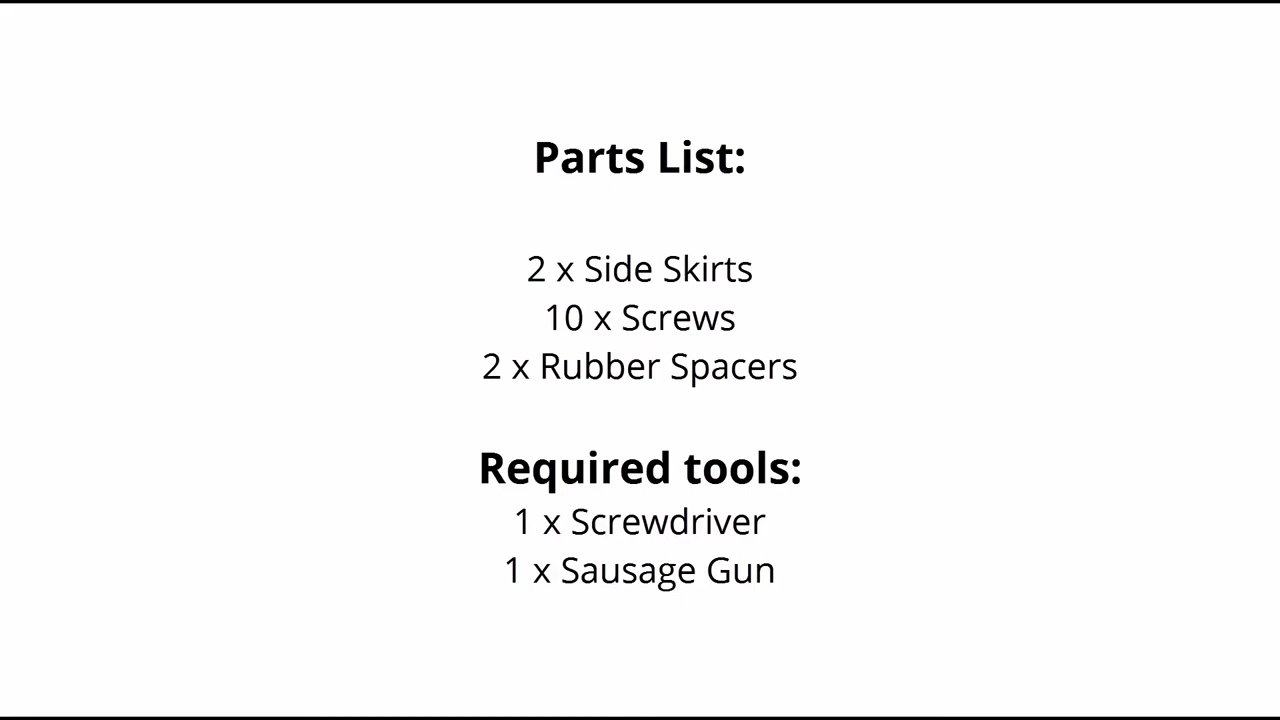 Parts List:
2 x Side Skirts
10 x Screws
2 x Rubber Spacers
Required tools:
1 x Screwdriver
1 x Sausage Gun